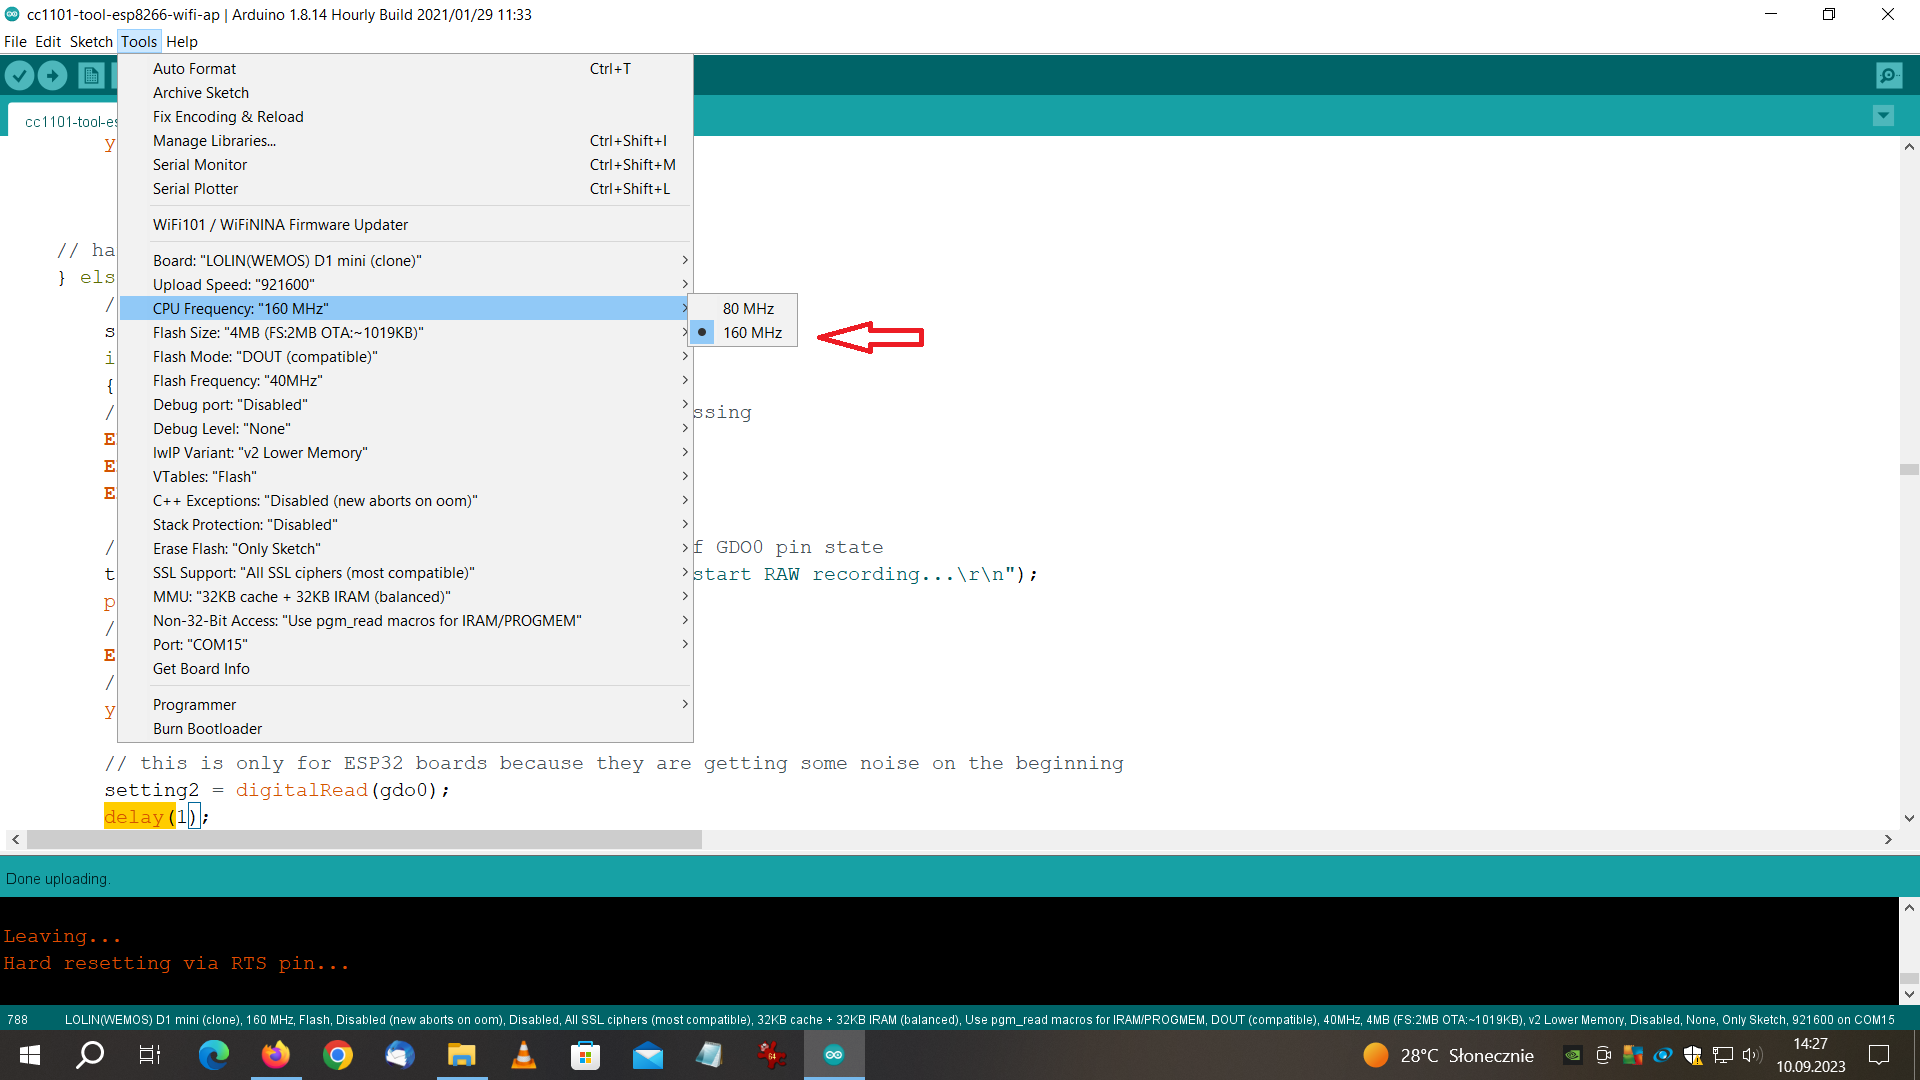 cc1101-tool-esp8266-wifi-ap | Arduino 1.8.14 Hourly Build 2021/01/29 11:33
File Edit Sketch Tools Help
Auto Format Ctrl+T
Archive Sketch
Fix Encoding & Reload
Manage Libraries... Ctrl+Shift+I
Serial Monitor Ctrl+Shift+M
Serial Plotter Ctrl+Shift+L
WiFi101 / WiFiNINA Firmware Updater
Board: "LOLIN(WEMOS) D1 mini (clone)"
Upload Speed: "921600"
CPU Frequency: "160 MHz"
Flash Size: "4MB (FS:2MB OTA:~1019KB)"
Flash Mode: "DOUT (compatible)"
Flash Frequency: "40MHz"
Debug port: "Disabled"
Debug Level: "None"
lwIP Variant: "v2 Lower Memory"
VTables: "Flash"
C++ Exceptions: "Disabled (new aborts on oom)"
Stack Protection: "Disabled"
Erase Flash: "Only Sketch"
SSL Support: "All SSL ciphers (most compatible)"
MMU: "32KB cache + 32KB IRAM (balanced)"
Non-32-Bit Access: "Use pgm_read macros for IRAM/PROGMEM"
Port: "COM15"
Get Board Info
Programmer
Burn Bootloader
80 MHz
160 MHz
cc1101-tool-es
y
// ha
} els
/
s
i
{
/ ssing
E
E
E
/ f GDO0 pin state
t start RAW recording...\r\n");
p
/
E
/
y
// this is only for ESP32 boards because they are getting some noise on the beginning
setting2 = digitalRead(gdo0);
delay(1);
Done uploading.
Leaving...
Hard resetting via RTS pin...
788 LOLIN(WEMOS) D1 mini (clone), 160 MHz, Flash, Disabled (new aborts on oom), Disabled, All SSL ciphers (most compatible), 32KB cache + 32KB IRAM (balanced), Use pgm_read macros for IRAM/PROGMEM, DOUT (compatible), 40MHz, 4MB (FS:2MB OTA:~1019KB), v2 Lower Memory, Disabled, None, Only Sketch, 921600 on COM15
64
28°C Słonecznie
14:27
10.09.2023